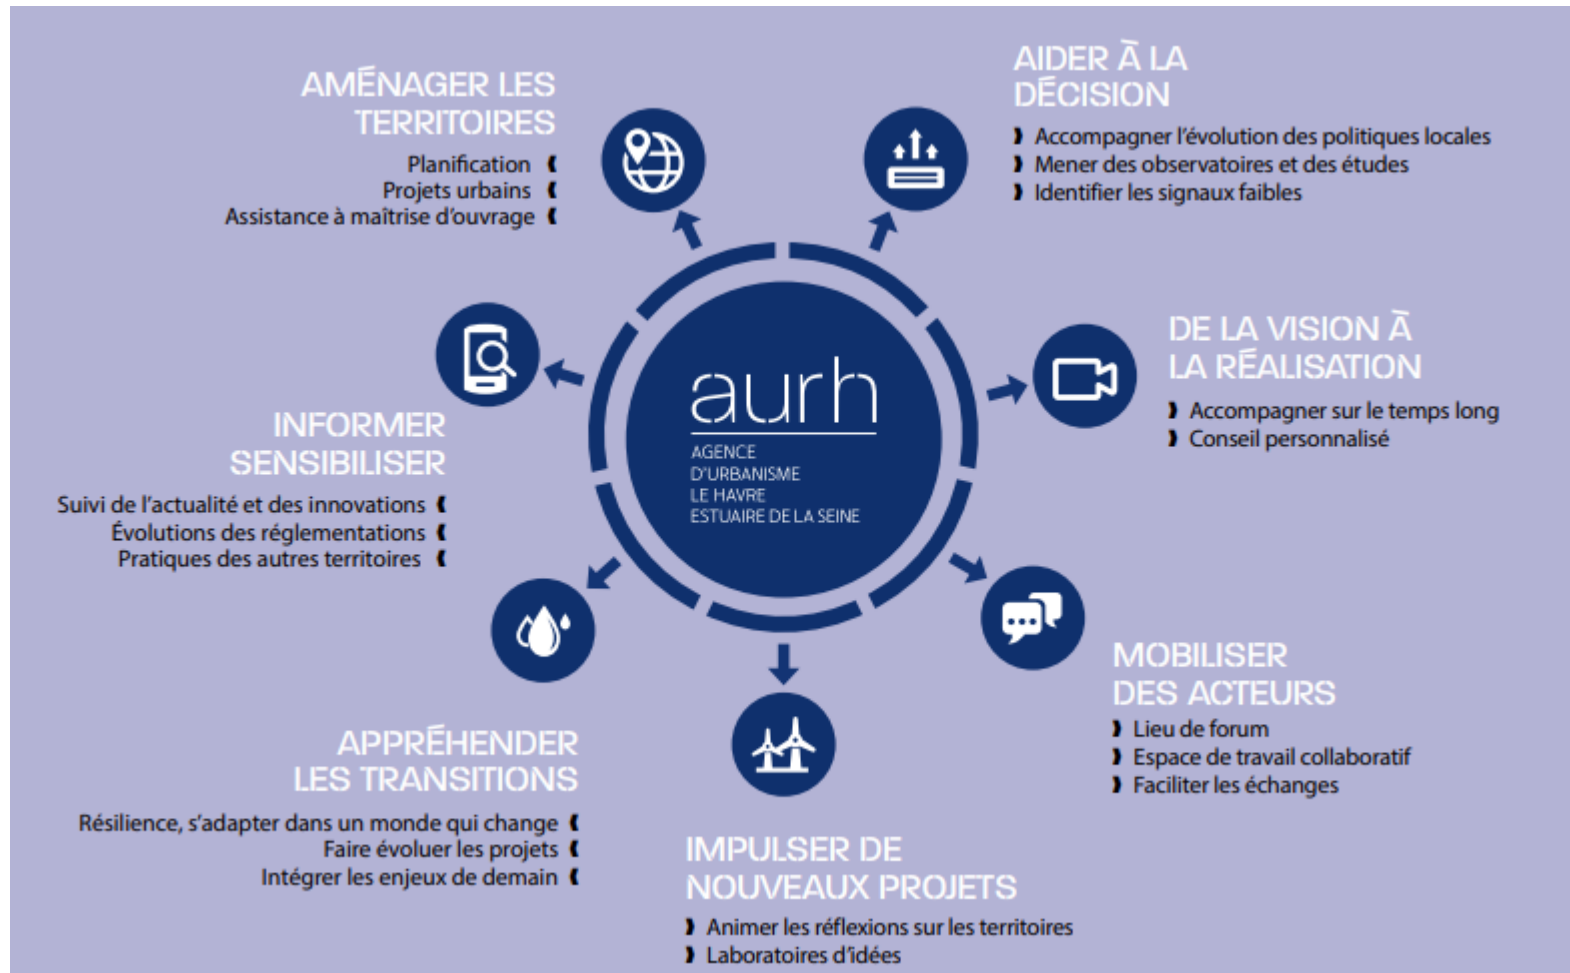 AMÉNAGER LES
TERRITOIRES
Planification
Projets urbains
Assistance à maîtrise d'ouvrage
AIDER À LA
DÉCISION
Accompagner l'évolution des politiques locales
Mener des observatoires et des études
Identifier les signaux faibles
DE LA VISION À
LA RÉALISATION
Accompagner sur le temps long
Conseil personnalisé
aurh
AGENCE
D'URBANISME
LE HAVRE
ESTUAIRE DE LA SEINE
INFORMER
SENSIBILISER
Suivi de l'actualité et des innovations
Évolutions des réglementations
Pratiques des autres territoires
MOBILISER
DES ACTEURS
Lieu de forum
Espace de travail collaboratif
Faciliter les échanges
APPRÉHENDER
LES TRANSITIONS
Résilience, s'adapter dans un monde qui change
Faire évoluer les projets
Intégrer les enjeux de demain
IMPULSER DE
NOUVEAUX PROJETS
Animer les réflexions sur les territoires
Laboratoires d'idées